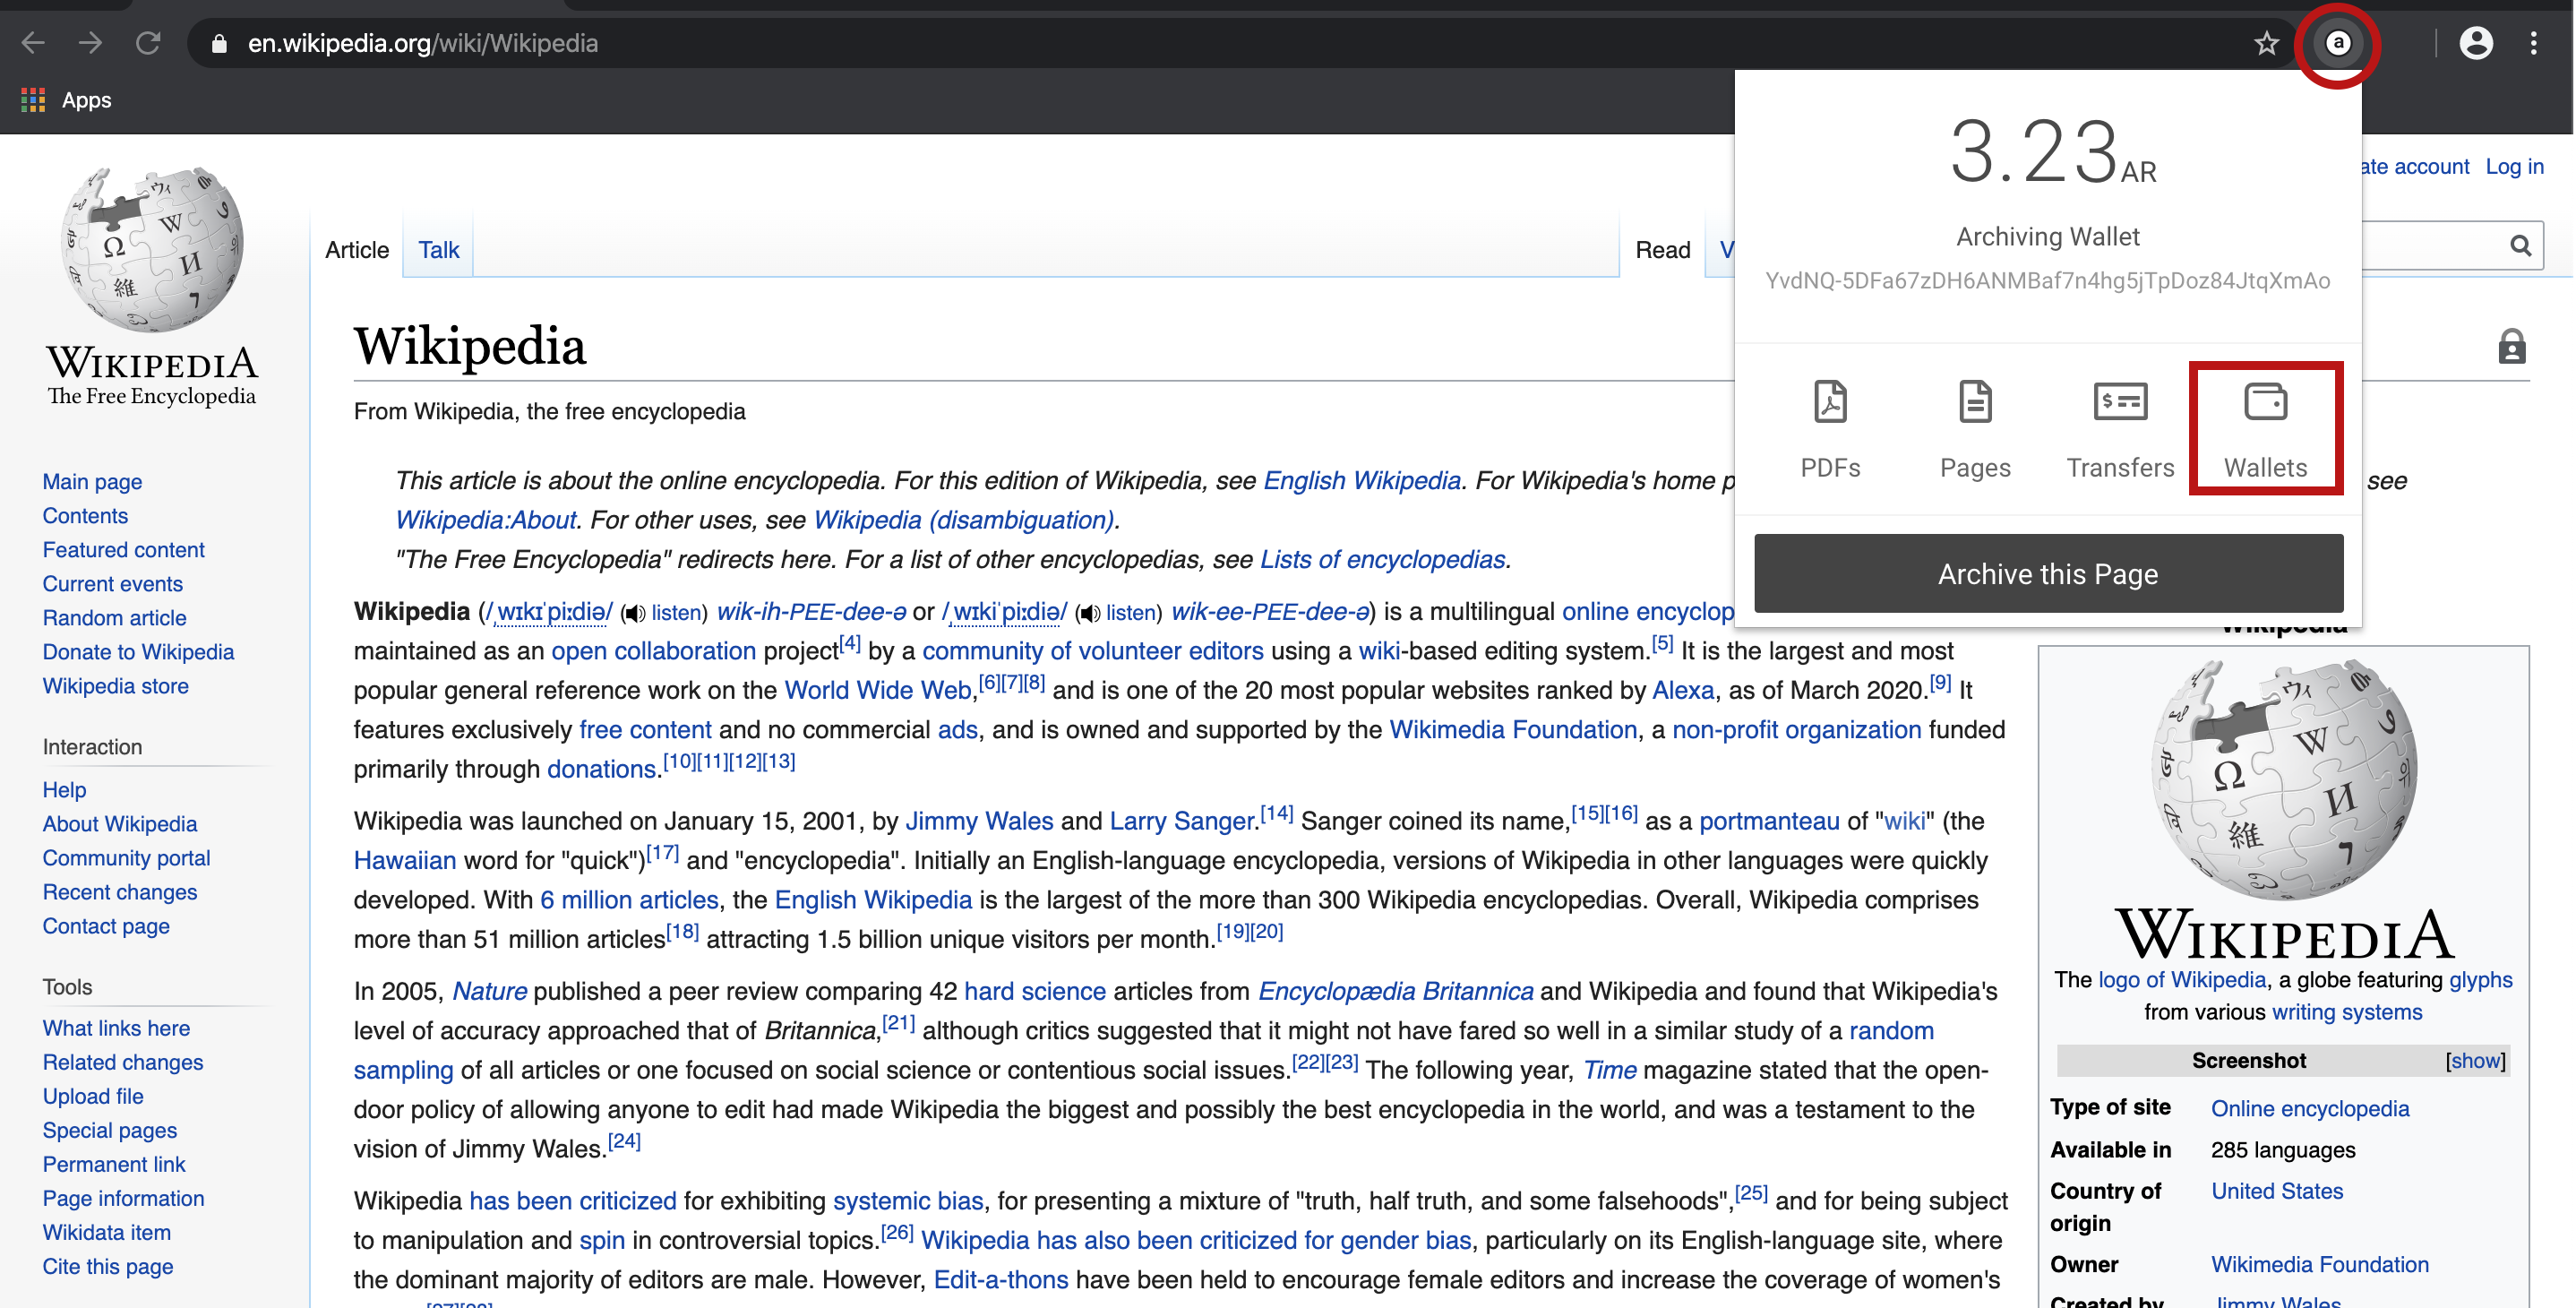 en.wikipedia.org/wiki/Wikipedia
a
Apps
3.23 AR
Archiving Wallet
YvdNQ-5DFa67zDH6ANMBaf7n4hg5jTpDoz84JtqXmAo
PDFs Pages Transfers Wallets
Archive this Page
ate account Log in
WIKIPEDIA
The Free Encyclopedia
Main page
Contents
Featured content
Current events
Random article
Donate to Wikipedia
Wikipedia store
Interaction
Help
About Wikipedia
Community portal
Recent changes
Contact page
Tools
What links here
Related changes
Upload file
Special pages
Permanent link
Page information
Wikidata item
Cite this page
Article Talk Read V
Wikipedia
From Wikipedia, the free encyclopedia
This article is about the online encyclopedia. For this edition of Wikipedia, see English Wikipedia. For Wikipedia's home p see
Wikipedia:About. For other uses, see Wikipedia (disambiguation).
"The Free Encyclopedia" redirects here. For a list of other encyclopedias, see Lists of encyclopedias.
Wikipedia (/ˌwɪkɪˈpiːdiə/ (listen) wik-ih-PEE-dee-ə or /ˌwɪkiˈpiːdiə/ (listen) wik-ee-PEE-dee-ə) is a multilingual online encyclop
maintained as an open collaboration project[4] by a community of volunteer editors using a wiki-based editing system.[5] It is the largest and most
popular general reference work on the World Wide Web,[6][7][8] and is one of the 20 most popular websites ranked by Alexa, as of March 2020.[9] It
features exclusively free content and no commercial ads, and is owned and supported by the Wikimedia Foundation, a non-profit organization funded
primarily through donations.[10][11][12][13]
Wikipedia was launched on January 15, 2001, by Jimmy Wales and Larry Sanger.[14] Sanger coined its name,[15][16] as a portmanteau of "wiki" (the
Hawaiian word for "quick")[17] and "encyclopedia". Initially an English-language encyclopedia, versions of Wikipedia in other languages were quickly
developed. With 6 million articles, the English Wikipedia is the largest of the more than 300 Wikipedia encyclopedias. Overall, Wikipedia comprises
more than 51 million articles[18] attracting 1.5 billion unique visitors per month.[19][20]
In 2005, Nature published a peer review comparing 42 hard science articles from Encyclopædia Britannica and Wikipedia and found that Wikipedia's
level of accuracy approached that of Britannica,[21] although critics suggested that it might not have fared so well in a similar study of a random
sampling of all articles or one focused on social science or contentious social issues.[22][23] The following year, Time magazine stated that the open-
door policy of allowing anyone to edit had made Wikipedia the biggest and possibly the best encyclopedia in the world, and was a testament to the
vision of Jimmy Wales.[24]
Wikipedia has been criticized for exhibiting systemic bias, for presenting a mixture of "truth, half truth, and some falsehoods",[25] and for being subject
to manipulation and spin in controversial topics.[26] Wikipedia has also been criticized for gender bias, particularly on its English-language site, where
the dominant majority of editors are male. However, Edit-a-thons have been held to encourage female editors and increase the coverage of women's
Wikipedia
WIKIPEDIA
The logo of Wikipedia, a globe featuring glyphs
from various writing systems
Screenshot [show]
Type of site Online encyclopedia
Available in 285 languages
Country of United States
origin
Owner Wikimedia Foundation
Created by Jimmy Wales